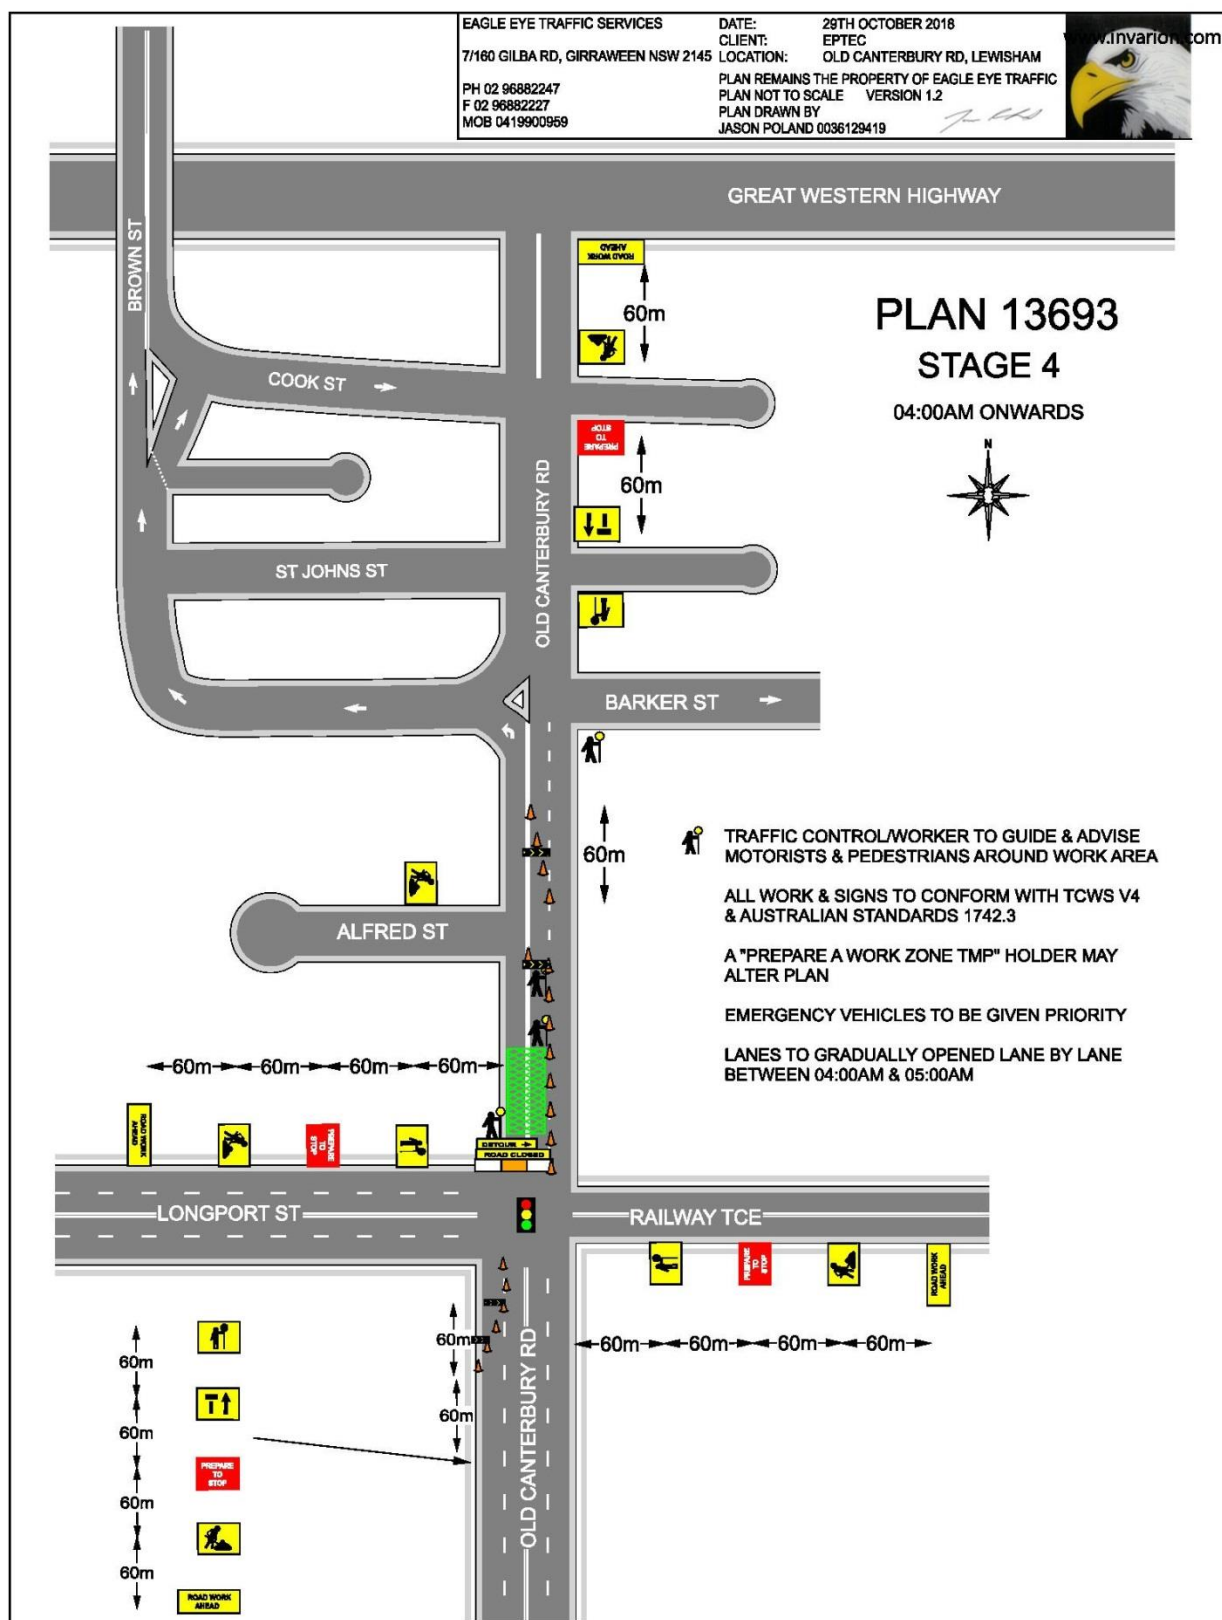 EAGLE EYE TRAFFIC SERVICES
7/160 GILBA RD, GIRRAWEEN NSW 2145
PH 02 96882247
F 02 96882227
MOB 0419900959
DATE: 29TH OCTOBER 2018
CLIENT: EPTEC
LOCATION: OLD CANTERBURY RD, LEWISHAM
PLAN REMAINS THE PROPERTY OF EAGLE EYE TRAFFIC
PLAN NOT TO SCALE VERSION 1.2
PLAN DRAWN BY
JASON POLAND 0036129419
www.invarion.com
GREAT WESTERN HIGHWAY
BROWN ST
ROAD WORK
AHEAD
60m
PLAN 13693
STAGE 4
04:00AM ONWARDS
N
COOK ST
PREPARE
TO
STOP
60m
OLD CANTERBURY RD
ST JOHNS ST
BARKER ST
60m
TRAFFIC CONTROL/WORKER TO GUIDE & ADVISE
MOTORISTS & PEDESTRIANS AROUND WORK AREA
ALL WORK & SIGNS TO CONFORM WITH TCWS V4
& AUSTRALIAN STANDARDS 1742.3
A "PREPARE A WORK ZONE TMP" HOLDER MAY
ALTER PLAN
EMERGENCY VEHICLES TO BE GIVEN PRIORITY
LANES TO GRADUALLY OPENED LANE BY LANE
BETWEEN 04:00AM & 05:00AM
ALFRED ST
60m 60m 60m 60m
ROAD WORK
AHEAD
PREPARE
TO
STOP
DETOUR
ROAD CLOSED
LONGPORT ST
RAILWAY TCE
PREPARE
TO
STOP
ROAD WORK
AHEAD
60m 60m 60m 60m
60m
60m
OLD CANTERBURY RD
60m
60m
PREPARE
TO
STOP
60m
60m
ROAD WORK
AHEAD